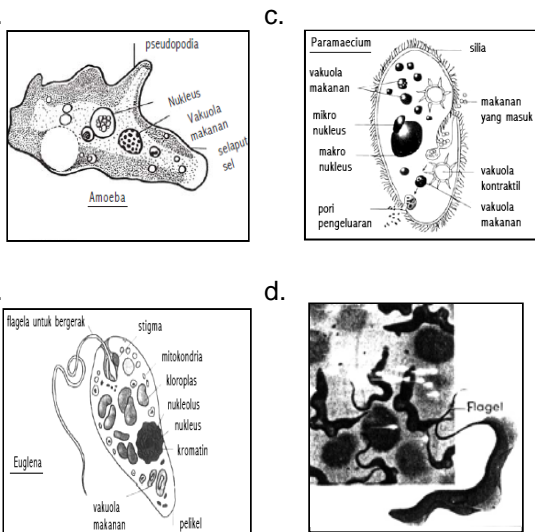 pseudopodia
Nukleus
Vakuola
makanan
selaput
sel
Amoeba
c.
Paramaecium
silia
vakuola
makanan
makanan
yang masuk
mikro
nukleus
makro
nukleus
vakuola
kontraktil
pori
pengeluaran
vakuola
makanan
flagela untuk bergerak
stigma
mitokondria
kloroplas
nukleolus
nukleus
kromatin
Euglena
vakuola
makanan
pelikel
d.
Flagel